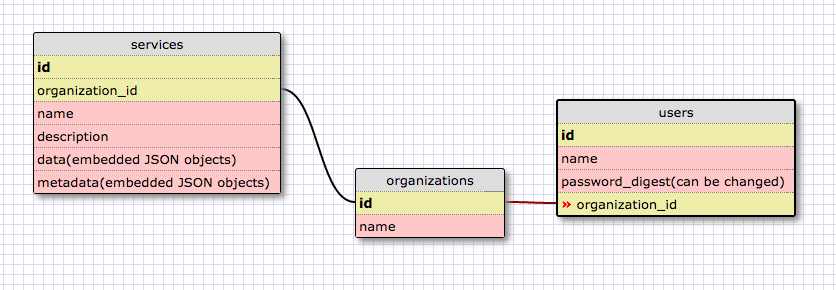 services
id
organization_id
name
description
data(embedded JSON objects)
metadata(embedded JSON objects)
organizations
id
name
users
id
name
password_digest(can be changed)
» organization_id